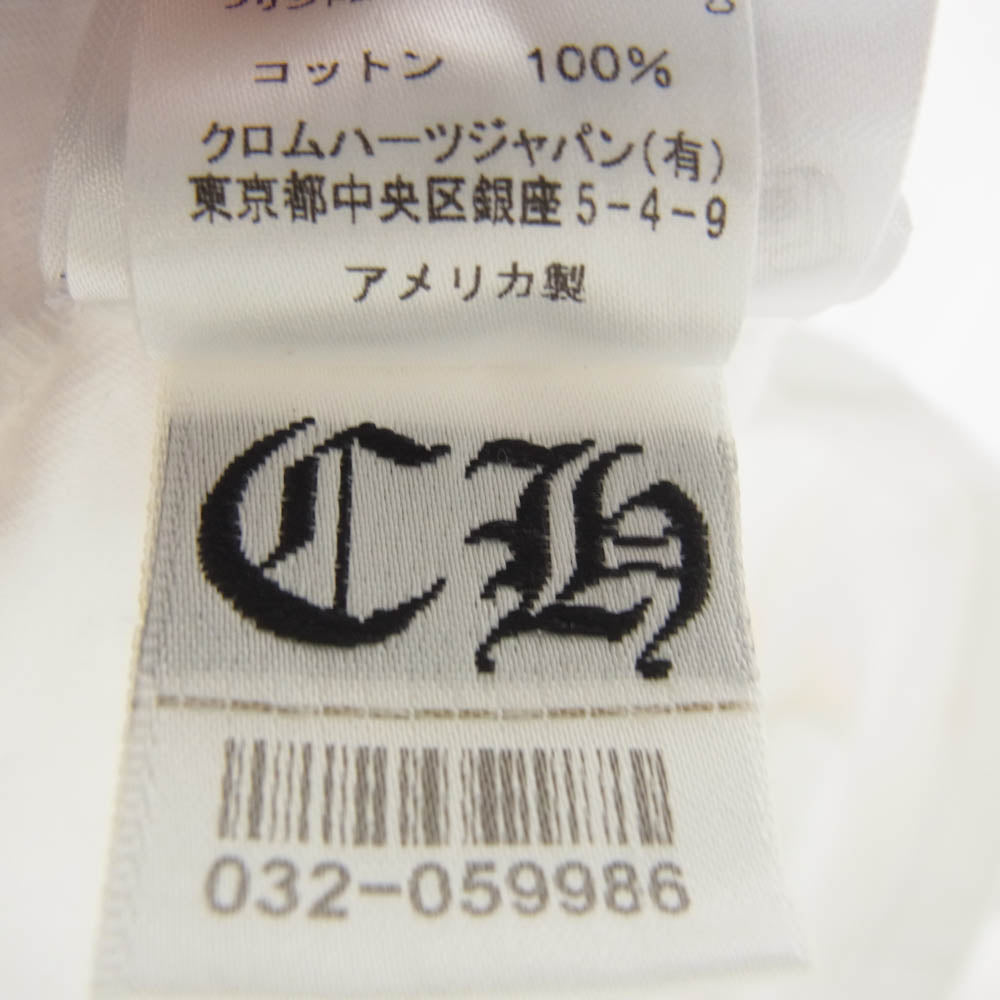 コットン 100%
クロムハーツジャパン(有)
東京都中央区銀座5-4-9
アメリカ製
CH
032-059986